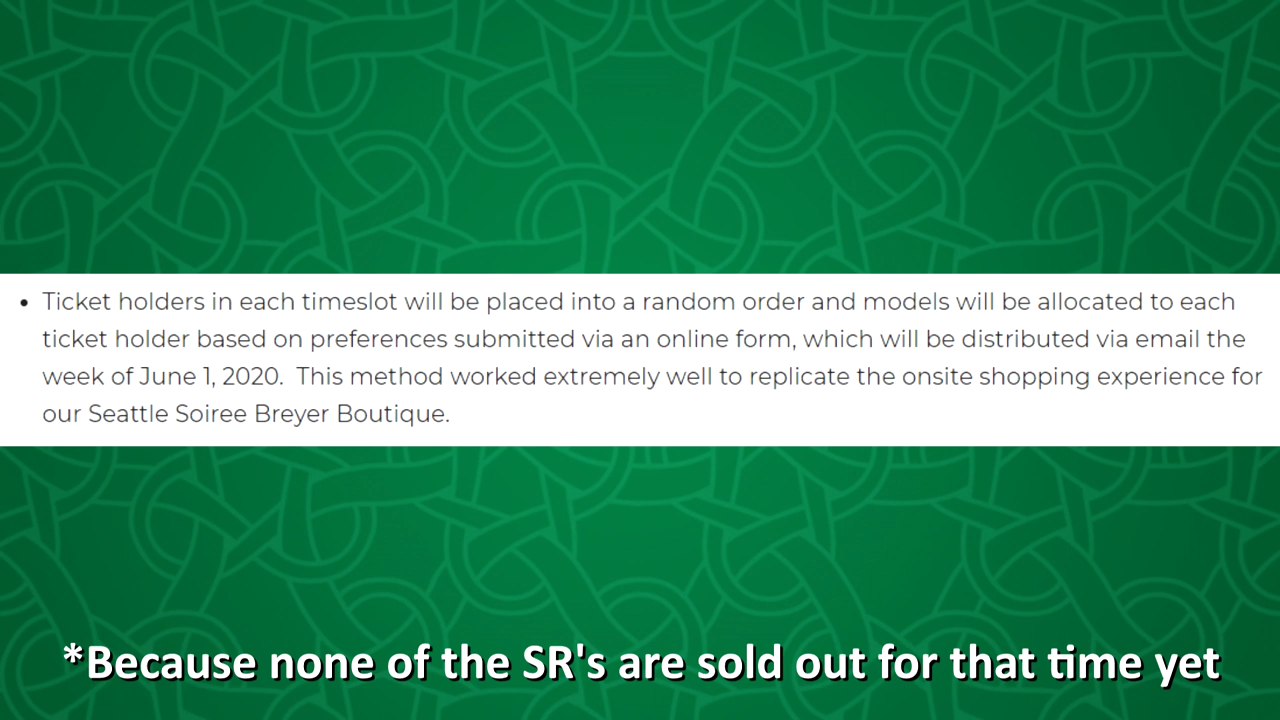 • Ticket holders in each timeslot will be placed into a random order and models will be allocated to each
ticket holder based on preferences submitted via an online form, which will be distributed via email the
week of June 1, 2020.  This method worked extremely well to replicate the onsite shopping experience for
our Seattle Soiree Breyer Boutique.
*Because none of the SR's are sold out for that time yet